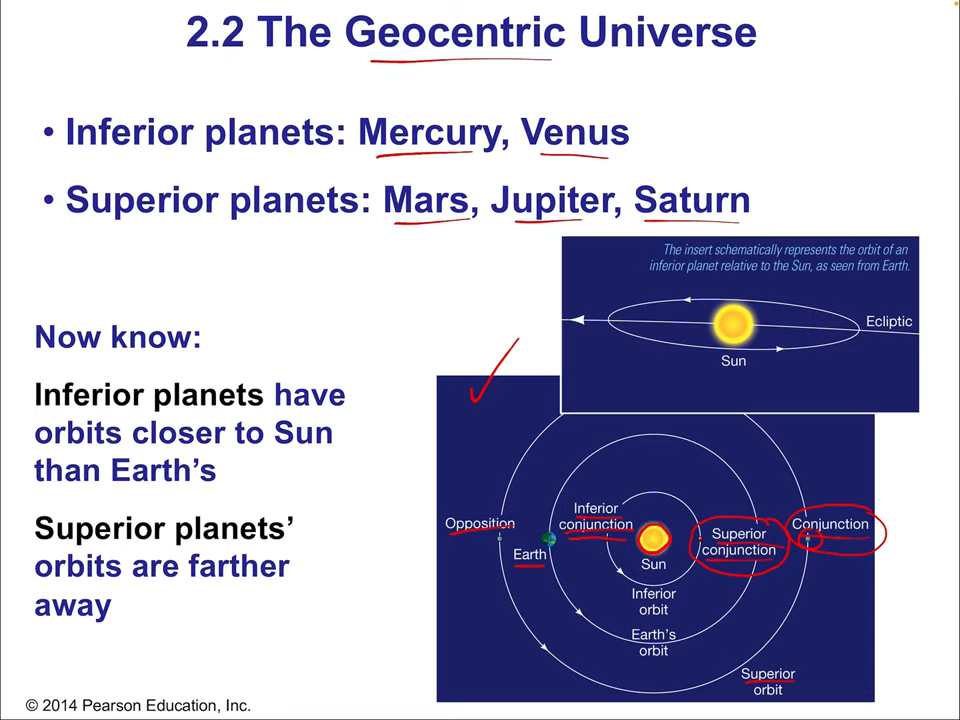 2.2 The Geocentric Universe
• Inferior planets: Mercury, Venus
• Superior planets: Mars, Jupiter, Saturn
The insert schematically represents the orbit of an
inferior planet relative to the Sun, as seen from Earth.
Ecliptic
Sun
Now know:
Inferior planets have
orbits closer to Sun
than Earth's
Superior planets'
orbits are farther
away
Opposition
Earth
Inferior
conjunction
Sun
Superior
conjunction
Conjunction
Inferior
orbit
Earth's
orbit
Superior
orbit
© 2014 Pearson Education, Inc.